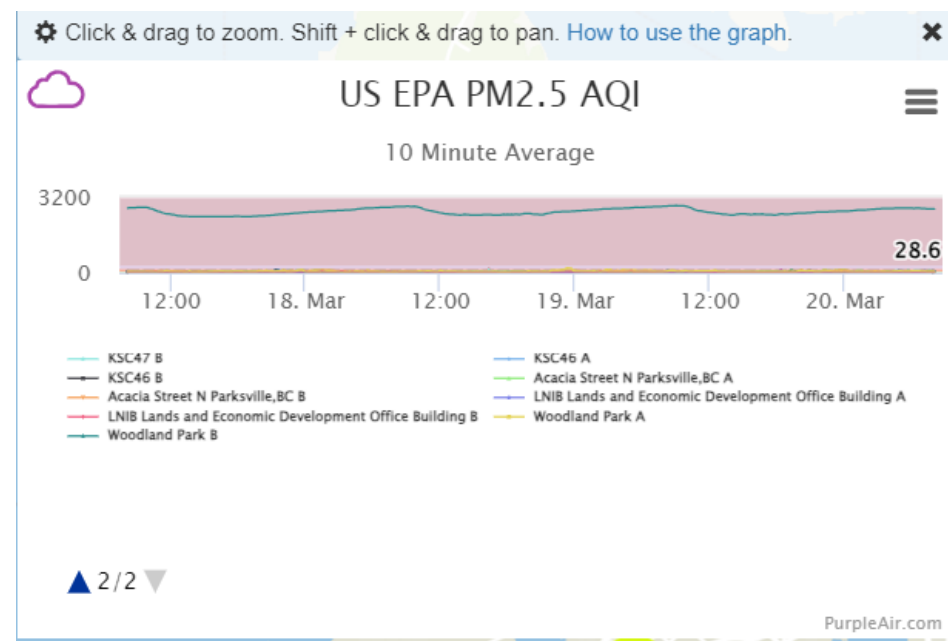 Click & drag to zoom. Shift + click & drag to pan. How to use the graph.
US EPA PM2.5 AQI
10 Minute Average
3200
28.6
0
12:00 18. Mar 12:00 19. Mar 12:00 20. Mar
KSC47 B KSC46 A
KSC46 B Acacia Street N Parksville,BC A
Acacia Street N Parksville,BC B LNIB Lands and Economic Development Office Building A
LNIB Lands and Economic Development Office Building B Woodland Park A
Woodland Park B
2/2
PurpleAir.com